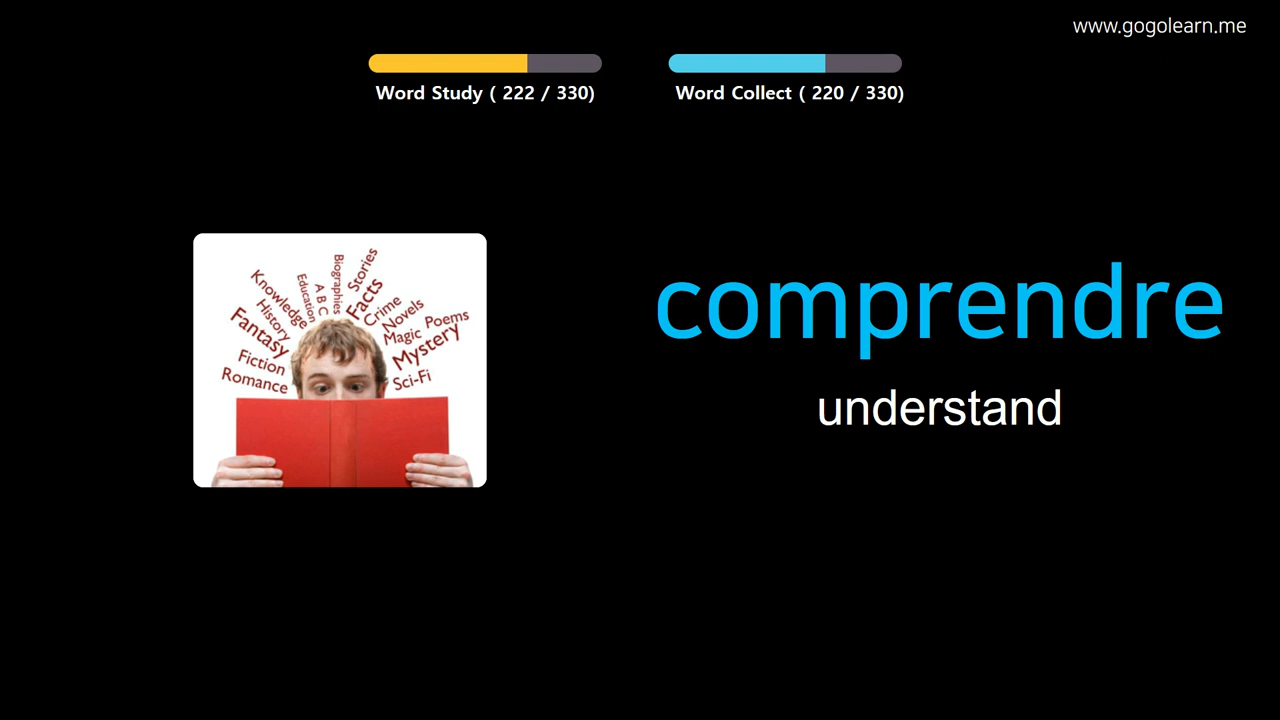 www.gogolearn.me
Word Study ( 222 / 330)
Word Collect ( 220 / 330)
Knowledge
History
Fantasy
Fiction
Romance
Education
A B C
Biographies
Stories
Facts
Crime
Novels
Magic
Poems
Mystery
Sci-Fi
comprendre
understand